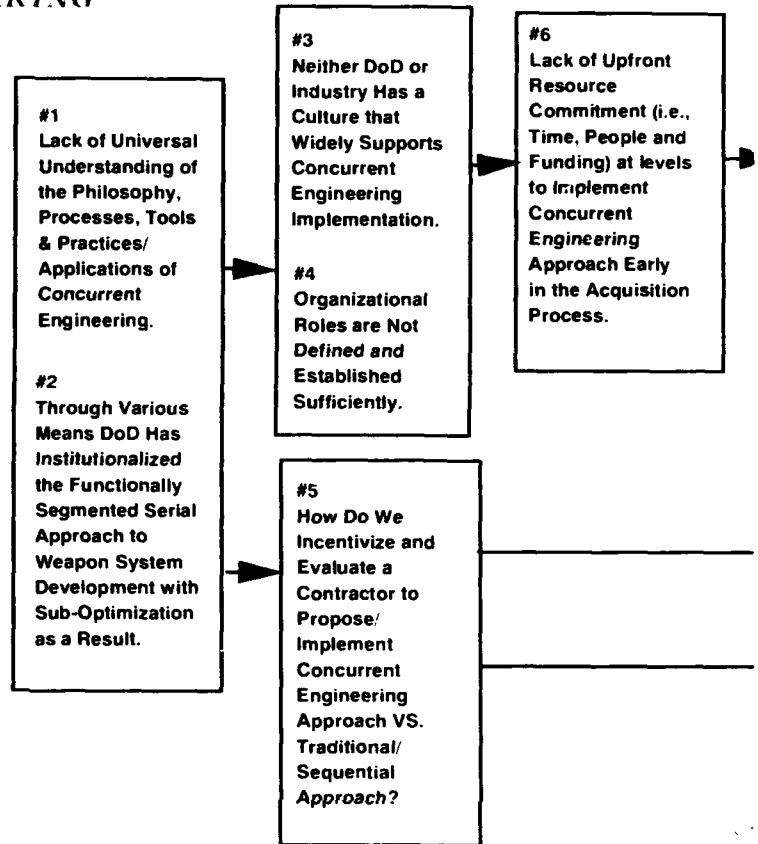 #1
Lack of Universal
Understanding of
the Philosophy,
Processes, Tools
& Practices/
Applications of
Concurrent
Engineering.
#2
Through Various
Means DoD Has
Institutionalized
the Functionally
Segmented Serial
Approach to
Weapon System
Development with
Sub-Optimization
as a Result.
#3
Neither DoD or
Industry Has a
Culture that
Widely Supports
Concurrent
Engineering
Implementation.
#4
Organizational
Roles are Not
Defined and
Established
Sufficiently.
#5
How Do We
Incentivize and
Evaluate a
Contractor to
Propose/
Implement
Concurrent
Engineering
Approach VS.
Traditional/
Sequential
Approach?
#6
Lack of Upfront
Resource
Commitment (i.e.,
Time, People and
Funding) at levels
to Implement
Concurrent
Engineering
Approach Early
in the Acquisition
Process.